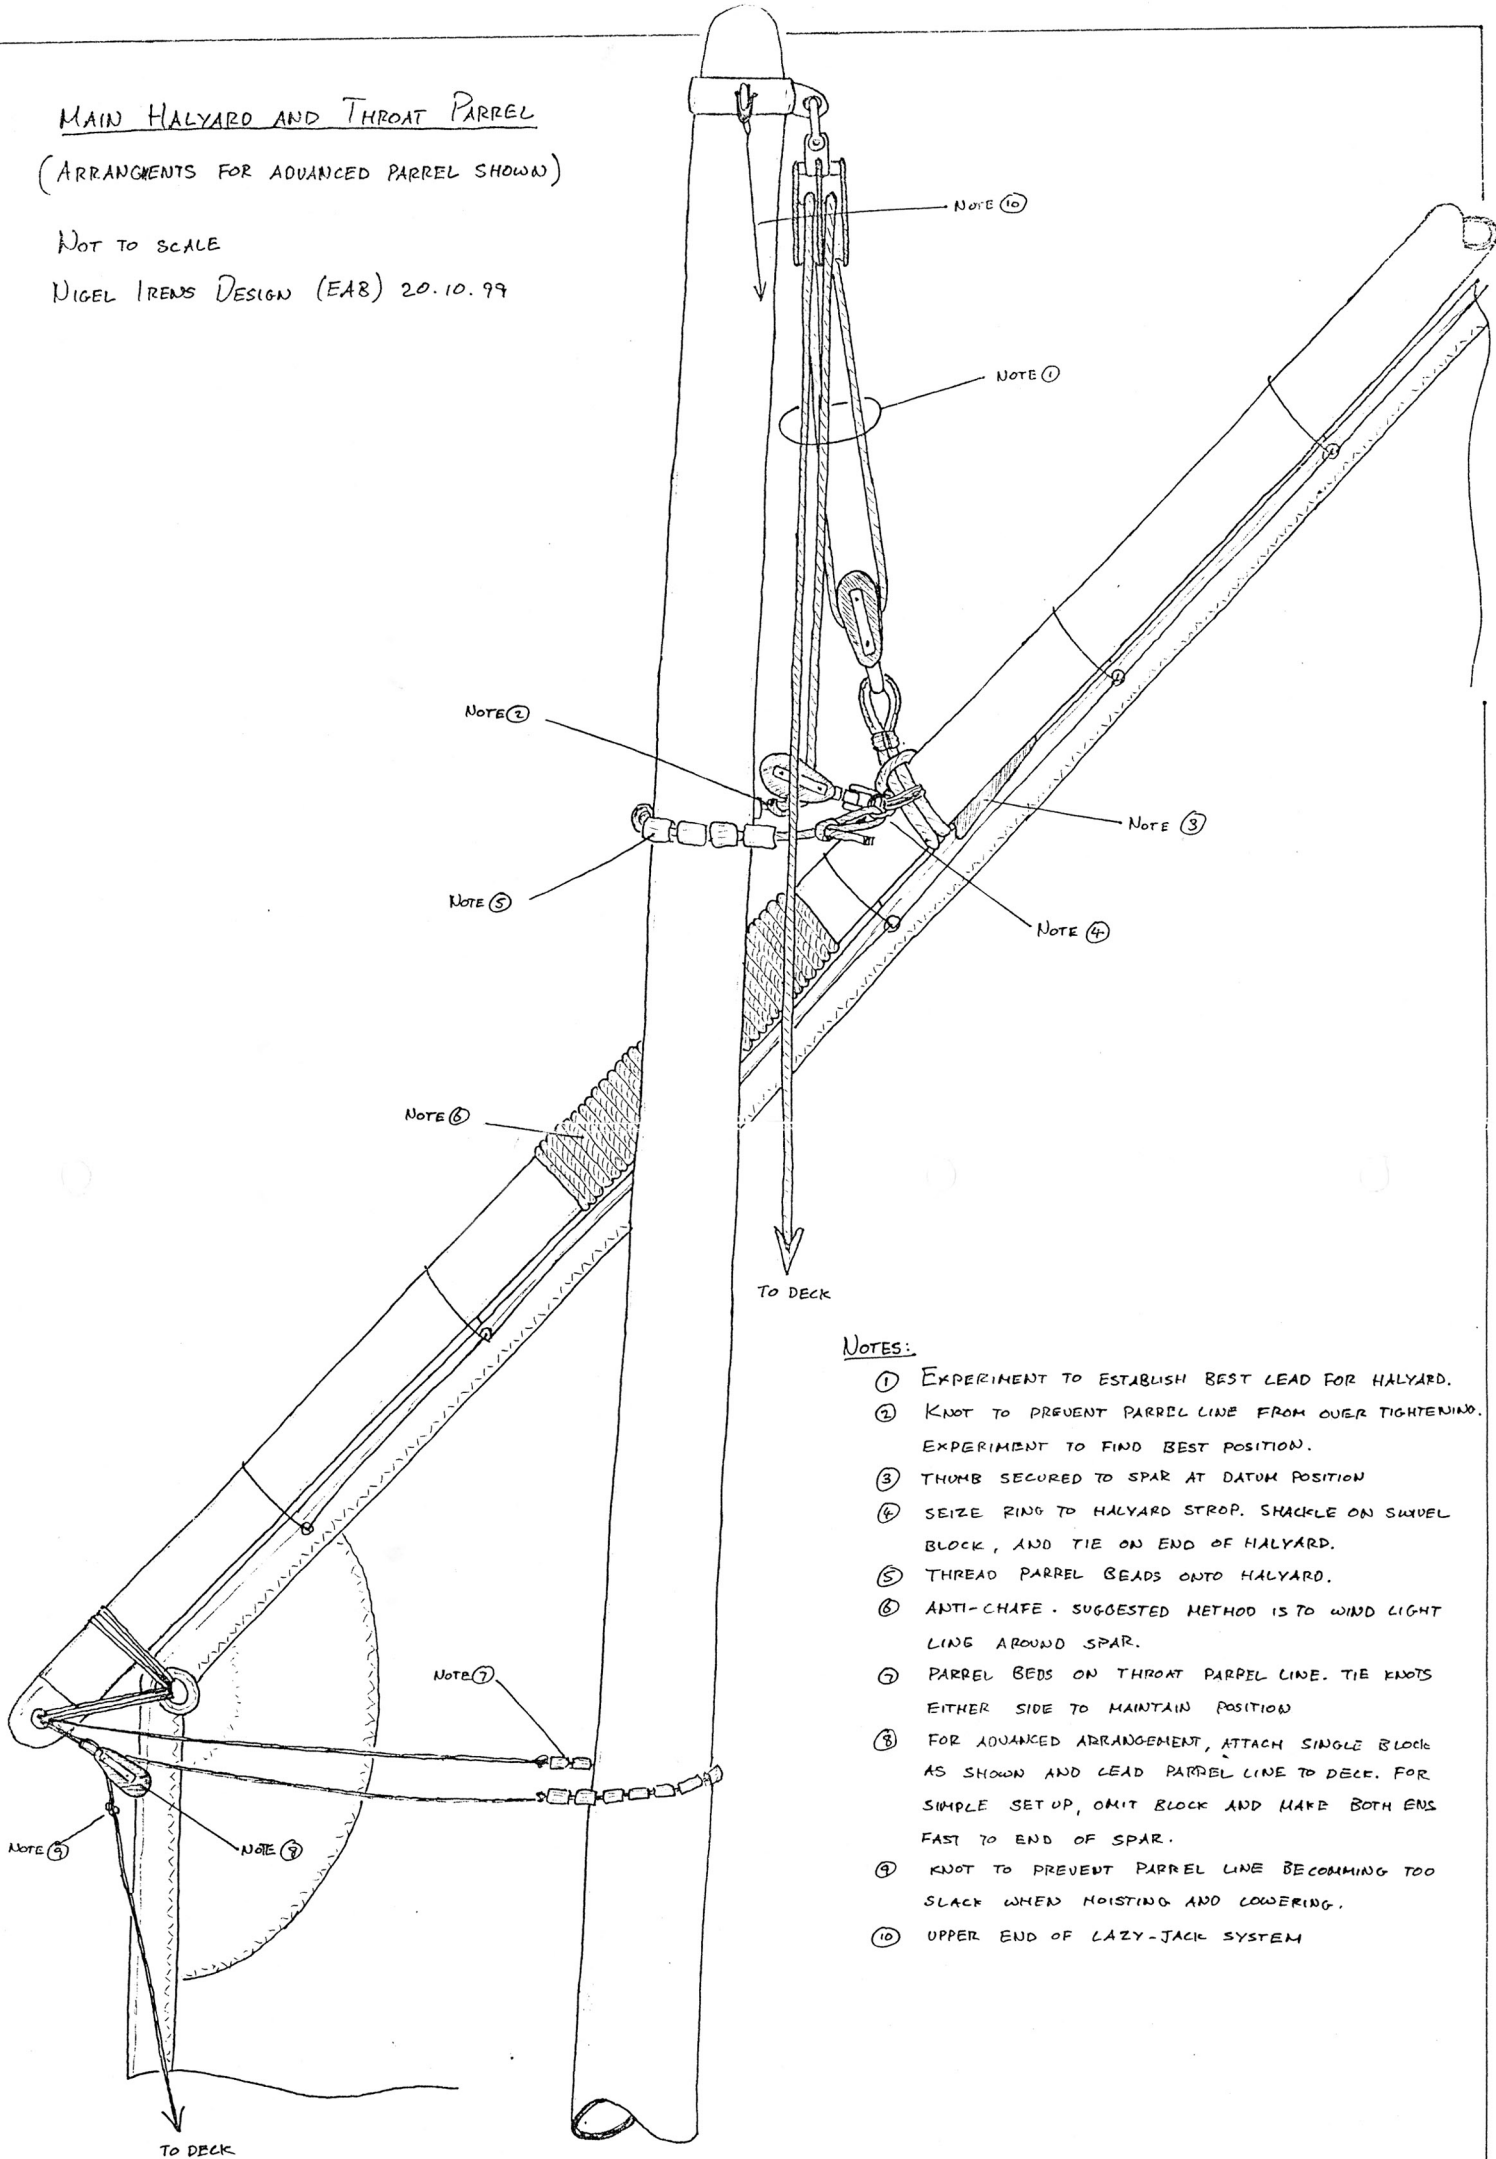 MAIN HALYARD AND THROAT PARREL
(ARRANGMENTS FOR ADVANCED PARREL SHOWN)
NOT TO SCALE
NIGEL IRENS DESIGN (EAB) 20.10.99
NOTE 10
NOTE 1
NOTE 2
NOTE 3
NOTE 5
NOTE 4
NOTE 6
TO DECK
NOTES:
1 EXPERIMENT TO ESTABLISH BEST LEAD FOR HALYARD.
2 KNOT TO PREVENT PARREL LINE FROM OVER TIGHTENING.
EXPERIMENT TO FIND BEST POSITION.
3 THUMB SECURED TO SPAR AT DATUM POSITION
4 SEIZE RING TO HALYARD STROP. SHACKLE ON SWIVEL
BLOCK, AND TIE ON END OF HALYARD.
5 THREAD PARREL BEADS ONTO HALYARD.
6 ANTI-CHAFE. SUGGESTED METHOD IS TO WIND LIGHT
LINE AROUND SPAR.
7 PARREL BEDS ON THROAT PARREL LINE. TIE KNOTS
EITHER SIDE TO MAINTAIN POSITION
8 FOR ADVANCED ARRANGEMENT, ATTACH SINGLE BLOCK
AS SHOWN AND LEAD PARREL LINE TO DECK. FOR
SIMPLE SET UP, OMIT BLOCK AND MAKE BOTH ENS
FAST TO END OF SPAR.
9 KNOT TO PREVENT PARREL LINE BECOMMING TOO
SLACK WHEN HOISTING AND LOWERING.
10 UPPER END OF LAZY-JACK SYSTEM
NOTE 7
NOTE 9
NOTE 8
TO DECK